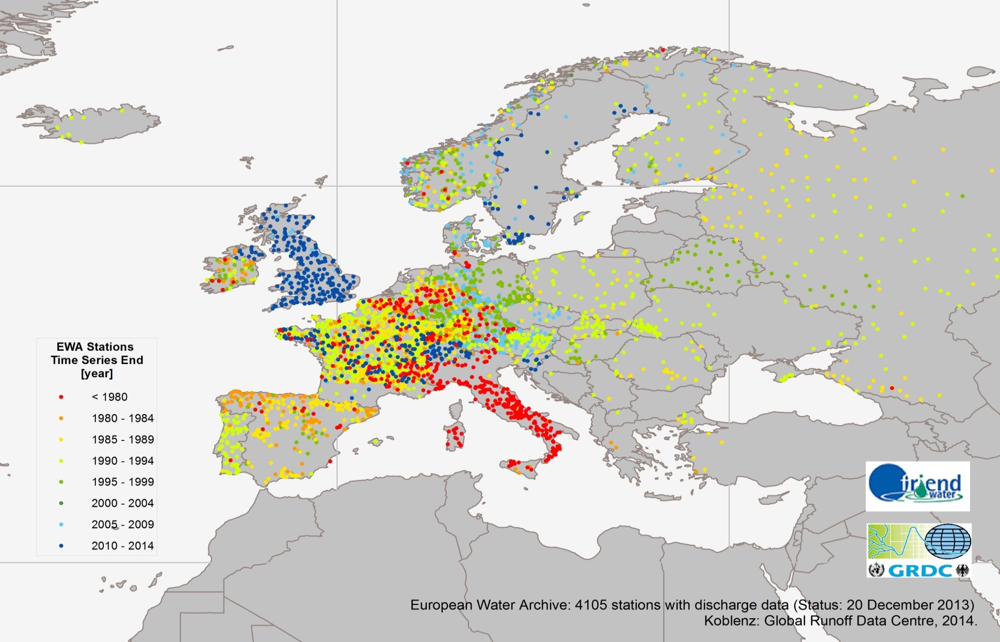 EWA Stations
Time Series End
[year]
< 1980
1980 - 1984
1985 - 1989
1990 - 1994
1995 - 1999
2000 - 2004
2005 - 2009
2010 - 2014
friend
water
GRDC
European Water Archive: 4105 stations with discharge data (Status: 20 December 2013)
Koblenz: Global Runoff Data Centre, 2014.